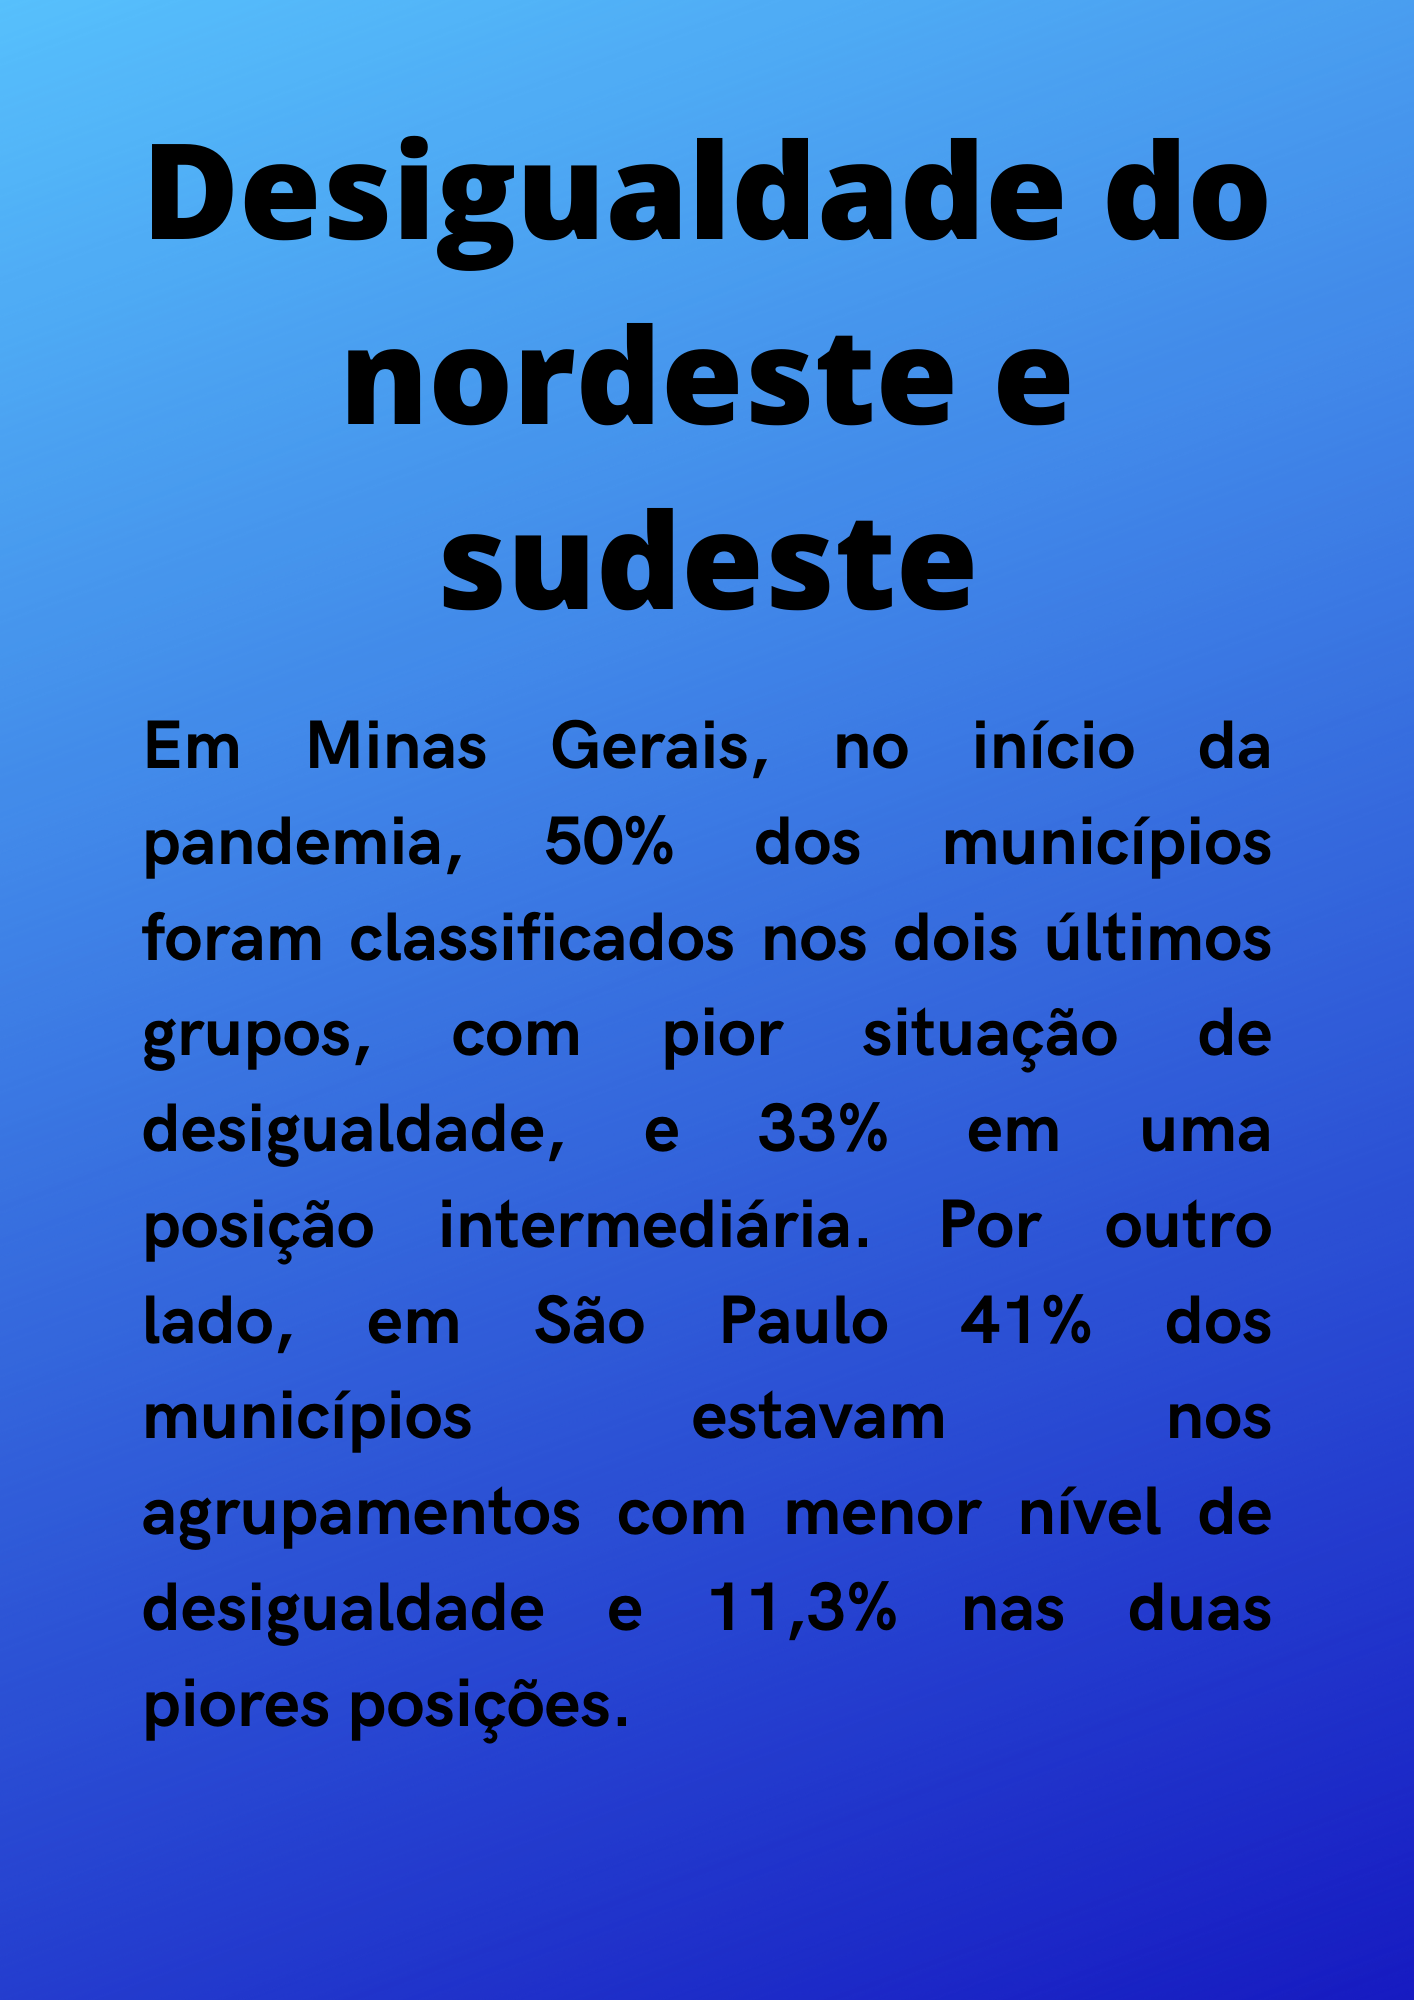 Desigualdade do
nordeste e
sudeste
Em Minas Gerais, no início da
pandemia, 50% dos municípios
foram classificados nos dois últimos
grupos, com pior situação de
desigualdade, e 33% em uma
posição intermediária. Por outro
lado, em São Paulo 41% dos
municípios estavam nos
agrupamentos com menor nível de
desigualdade e 11,3% nas duas
piores posições.